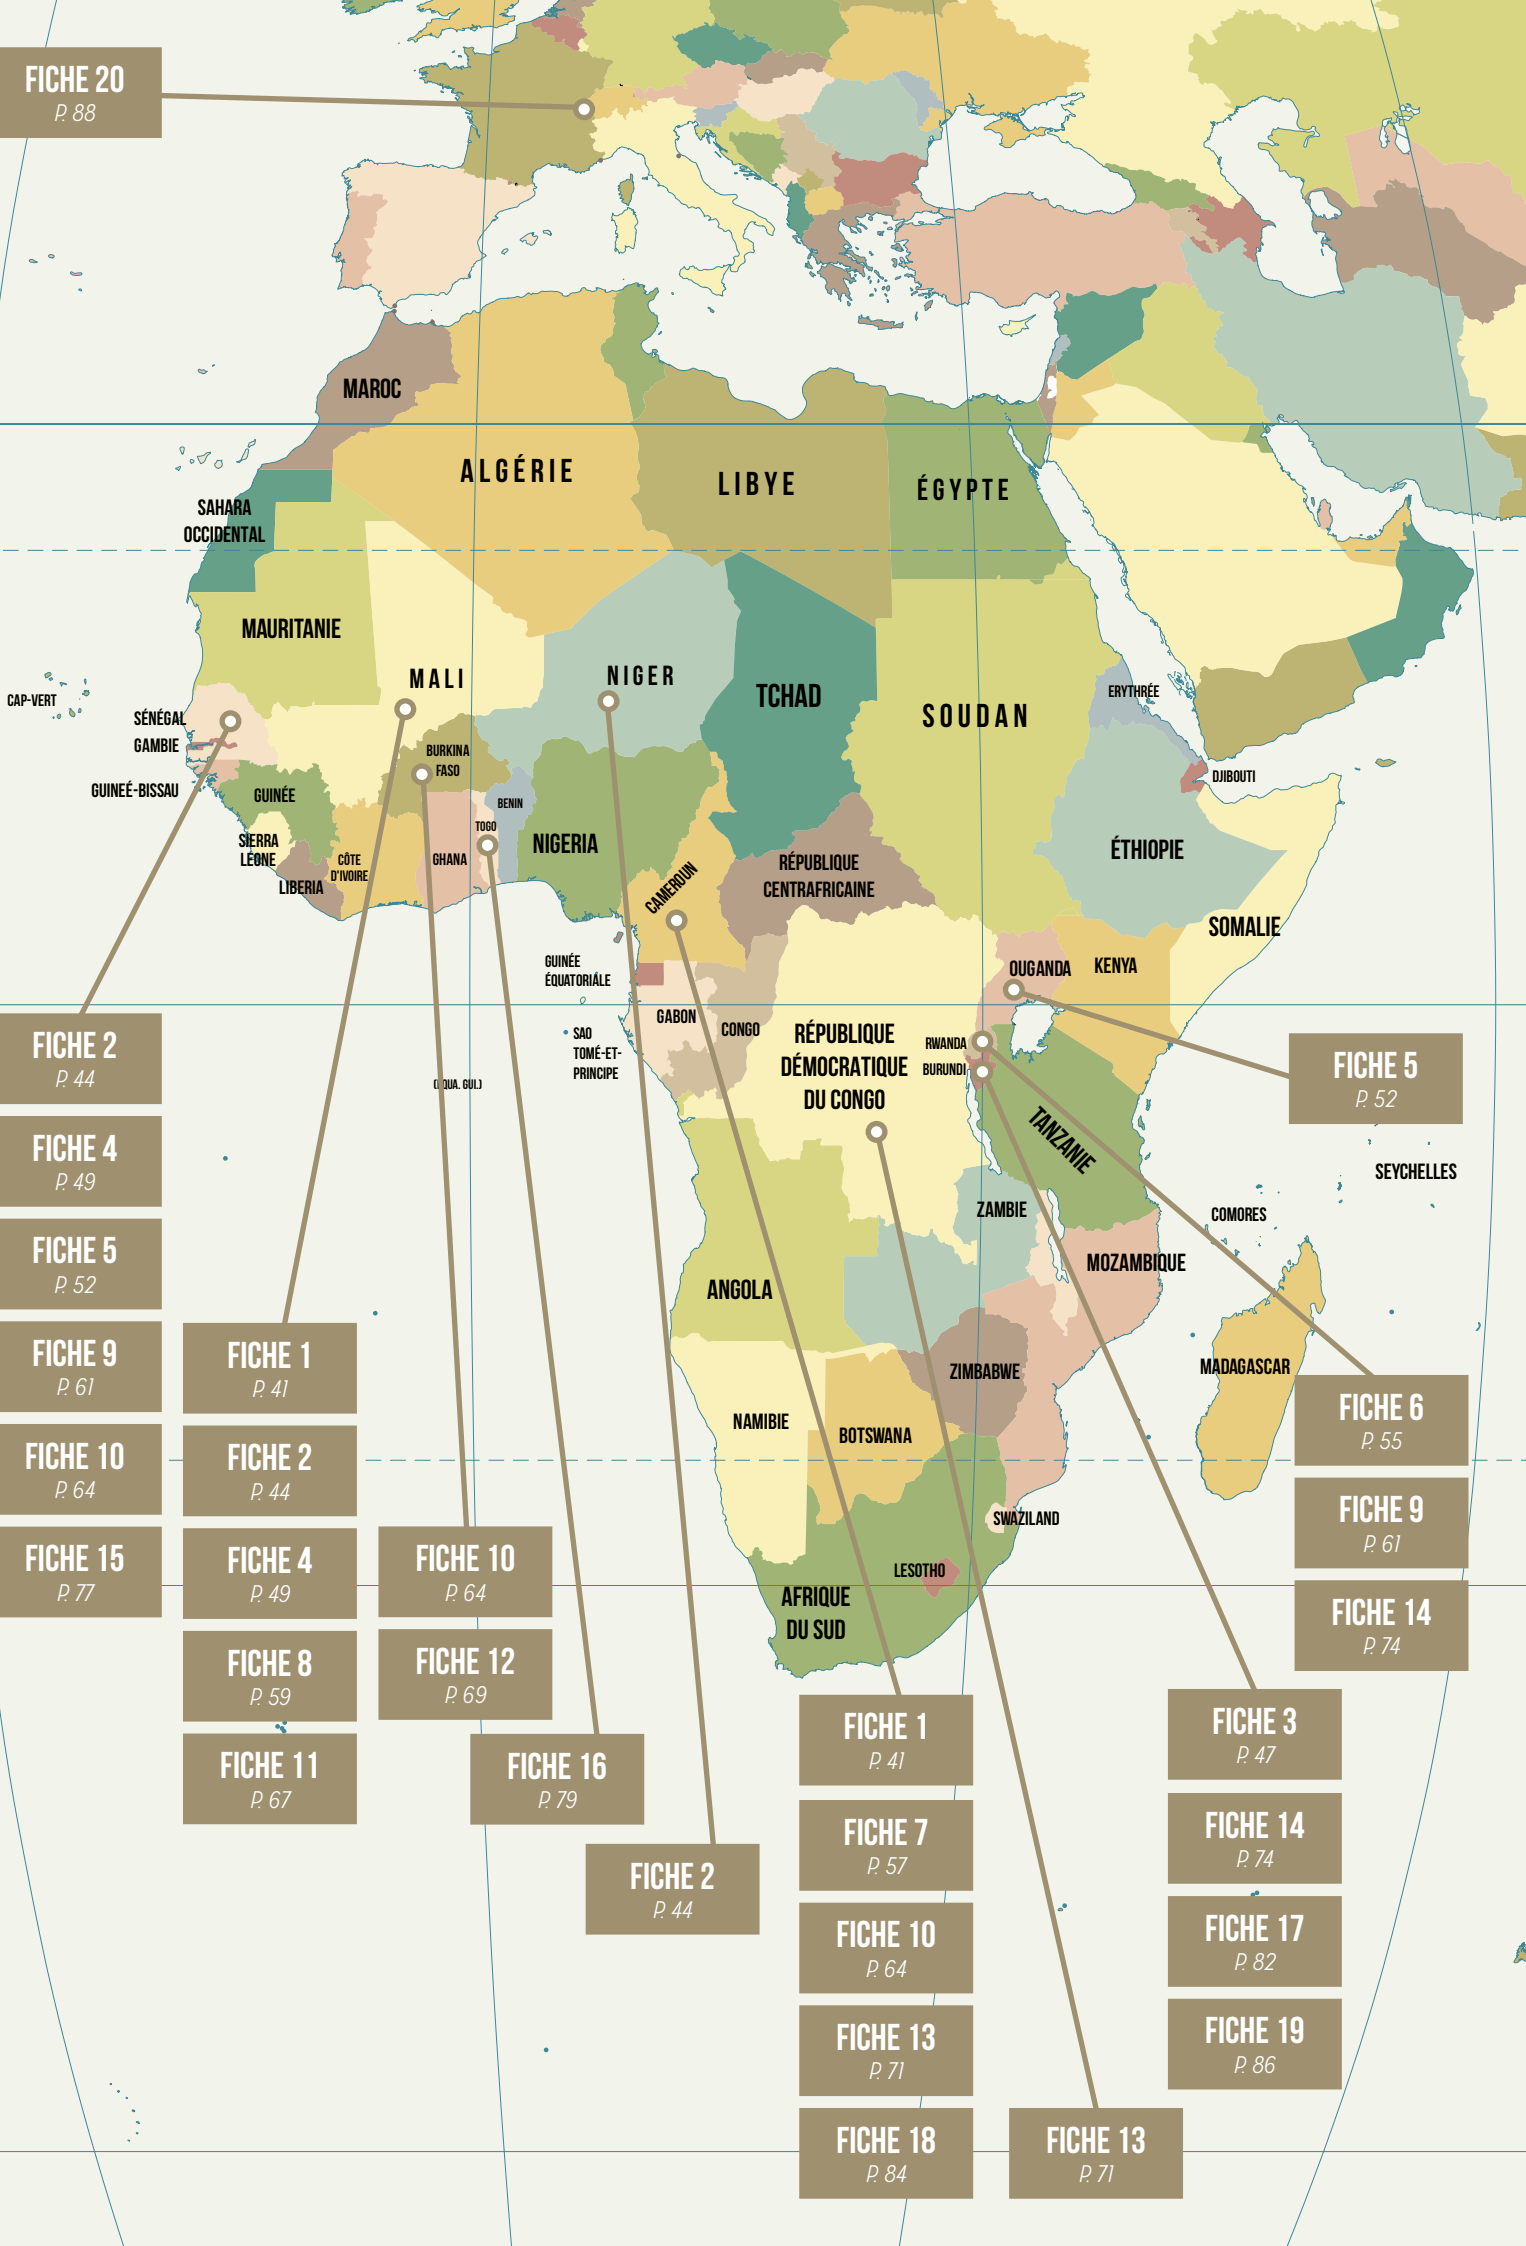 FICHE 20
P. 88
MAROC
ALGÉRIE
LIBYE
ÉGYPTE
SAHARA
OCCIDENTAL
MAURITANIE
MALI
NIGER
TCHAD
SOUDAN
ERYTHRÉE
CAP-VERT
SÉNÉGAL
GAMBIE
GUINEÉ-BISSAU
BURKINA
FASO
DJIBOUTI
GUINÉE
BENIN
TOGO
SIERRA
LEONE
CÔTE
D'IVOIRE
GHANA
NIGERIA
LIBERIA
CAMEROUN
RÉPUBLIQUE
CENTRAFRICAINE
ÉTHIOPIE
SOMALIE
GUINÉE
ÉQUATORIALE
OUGANDA
KENYA
GABON
CONGO
SAO
TOMÉ-ET-
PRINCIPE
(EQUA. GUI.)
RÉPUBLIQUE
DÉMOCRATIQUE
DU CONGO
RWANDA
BURUNDI
TANZANIE
SEYCHELLES
COMORES
ZAMBIE
MOZAMBIQUE
ANGOLA
MADAGASCAR
ZIMBABWE
NAMIBIE
BOTSWANA
SWAZILAND
LESOTHO
AFRIQUE
DU SUD
FICHE 2
P. 44
FICHE 4
P. 49
FICHE 5
P. 52
FICHE 9
P. 61
FICHE 10
P. 64
FICHE 15
P. 77
FICHE 1
P. 41
FICHE 2
P. 44
FICHE 4
P. 49
FICHE 8
P. 59
FICHE 11
P. 67
FICHE 10
P. 64
FICHE 12
P. 69
FICHE 16
P. 79
FICHE 2
P. 44
FICHE 1
P. 41
FICHE 7
P. 57
FICHE 10
P. 64
FICHE 13
P. 71
FICHE 18
P. 84
FICHE 13
P. 71
FICHE 3
P. 47
FICHE 14
P. 74
FICHE 17
P. 82
FICHE 19
P. 86
FICHE 5
P. 52
FICHE 6
P. 55
FICHE 9
P. 61
FICHE 14
P. 74